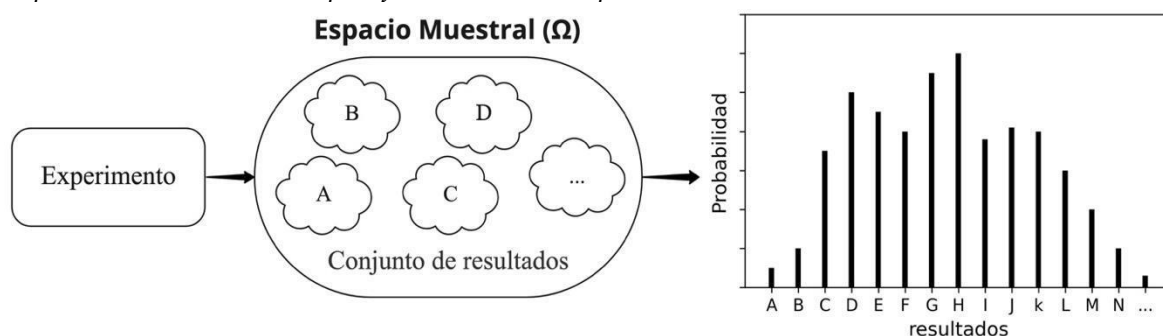 Espacio Muestral (Ω)
Experimento
B
D
A
C
...
Conjunto de resultados
Probabilidad
A B C D E F G H I J k L M N ...
resultados